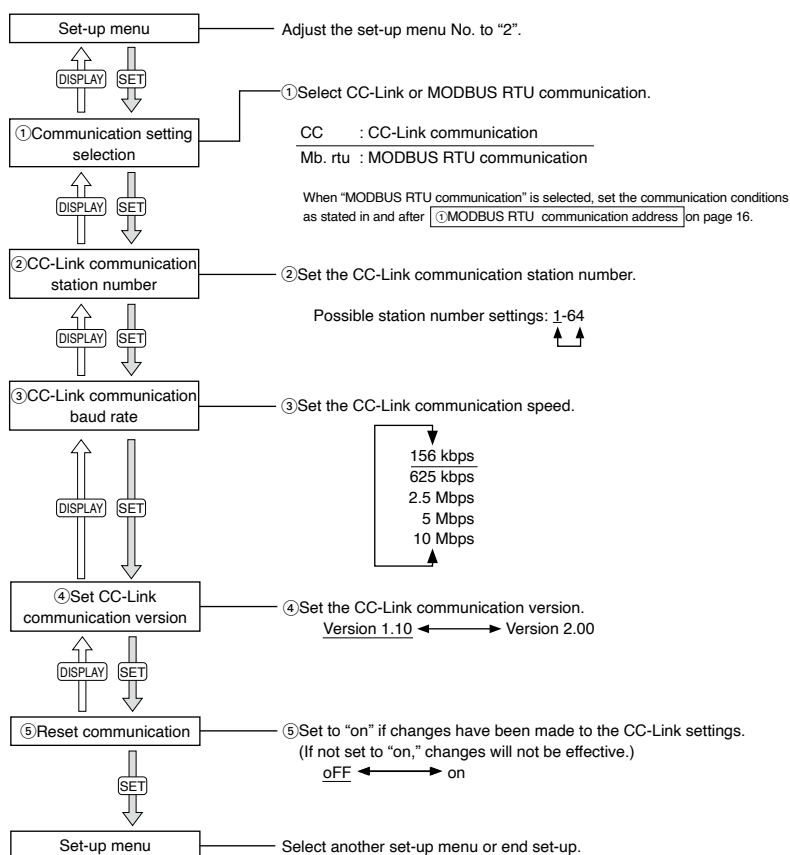 Set-up menu
Adjust the set-up menu No. to “2”.
DISPLAY SET
①Communication setting
selection
①Select CC-Link or MODBUS RTU communication.
CC : CC-Link communication
Mb. rtu : MODBUS RTU communication
When “MODBUS RTU communication” is selected, set the communication conditions
as stated in and after ①MODBUS RTU communication address on page 16.
DISPLAY SET
②CC-Link communication
station number
②Set the CC-Link communication station number.
Possible station number settings: 1-64
DISPLAY SET
③CC-Link communication
baud rate
③Set the CC-Link communication speed.
156 kbps
625 kbps
2.5 Mbps
5 Mbps
10 Mbps
DISPLAY SET
④Set CC-Link
communication version
④Set the CC-Link communication version.
Version 1.10 Version 2.00
DISPLAY SET
⑤Reset communication
⑤Set to “on” if changes have been made to the CC-Link settings.
(If not set to “on,” changes will not be effective.)
oFF on
SET
Set-up menu
Select another set-up menu or end set-up.